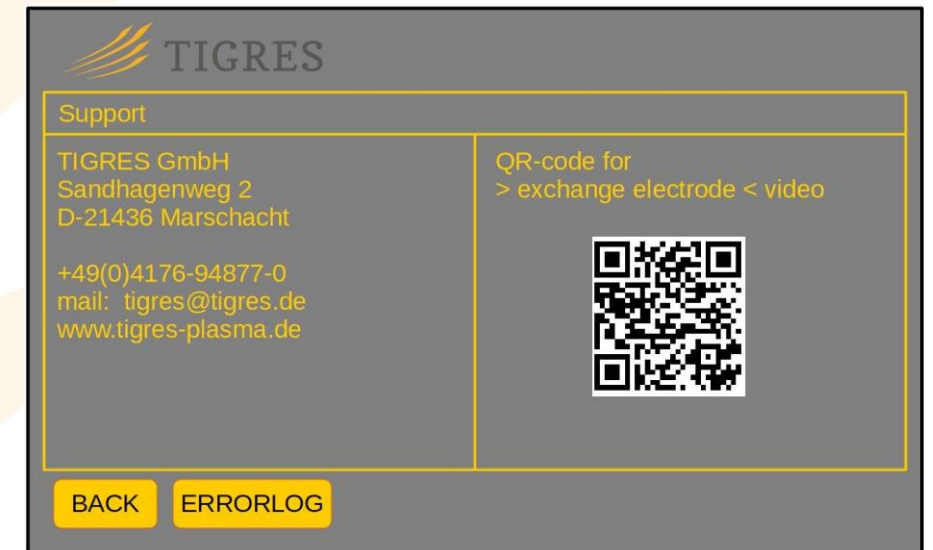 TIGRES
Support
TIGRES GmbH
Sandhagenweg 2
D-21436 Marschacht
+49(0)4176-94877-0
mail: tigres@tigres.de
www.tigres-plasma.de
QR-code for
> exchange electrode < video
BACK
ERRORLOG